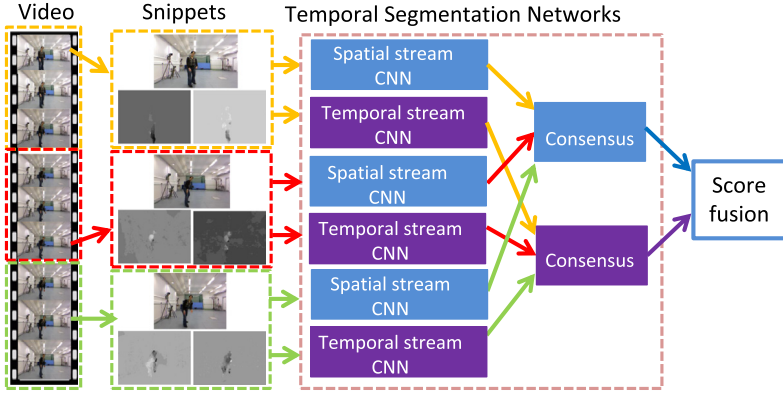 Video
Snippets
Temporal Segmentation Networks
Spatial stream
CNN
Temporal stream
CNN
Spatial stream
CNN
Temporal stream
CNN
Spatial stream
CNN
Temporal stream
CNN
Consensus
Consensus
Score
fusion